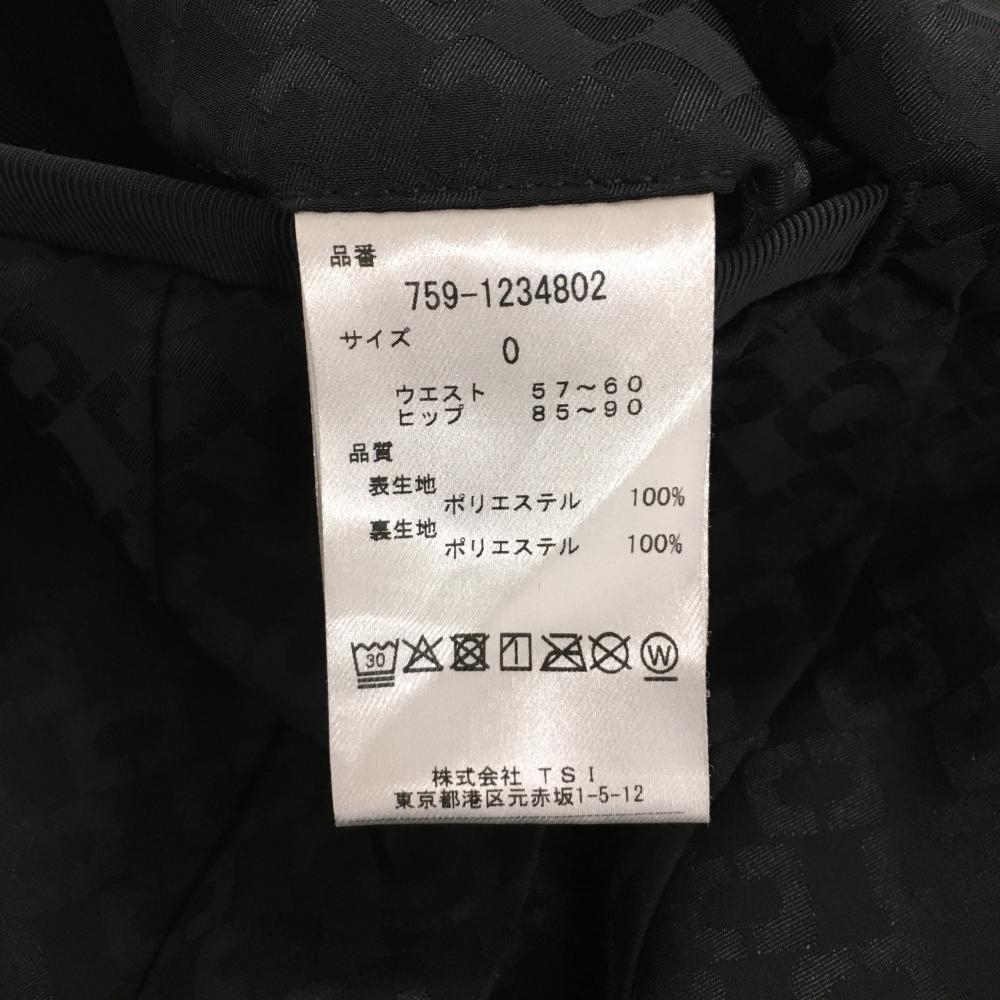 品番
759-1234802
サイズ
0
ウエスト 57～60
ヒップ 85～90
品質
表生地
ポリエステル 100%
裏生地
ポリエステル 100%
30 1 W
株式会社 TSI
東京都港区元赤坂1-5-12